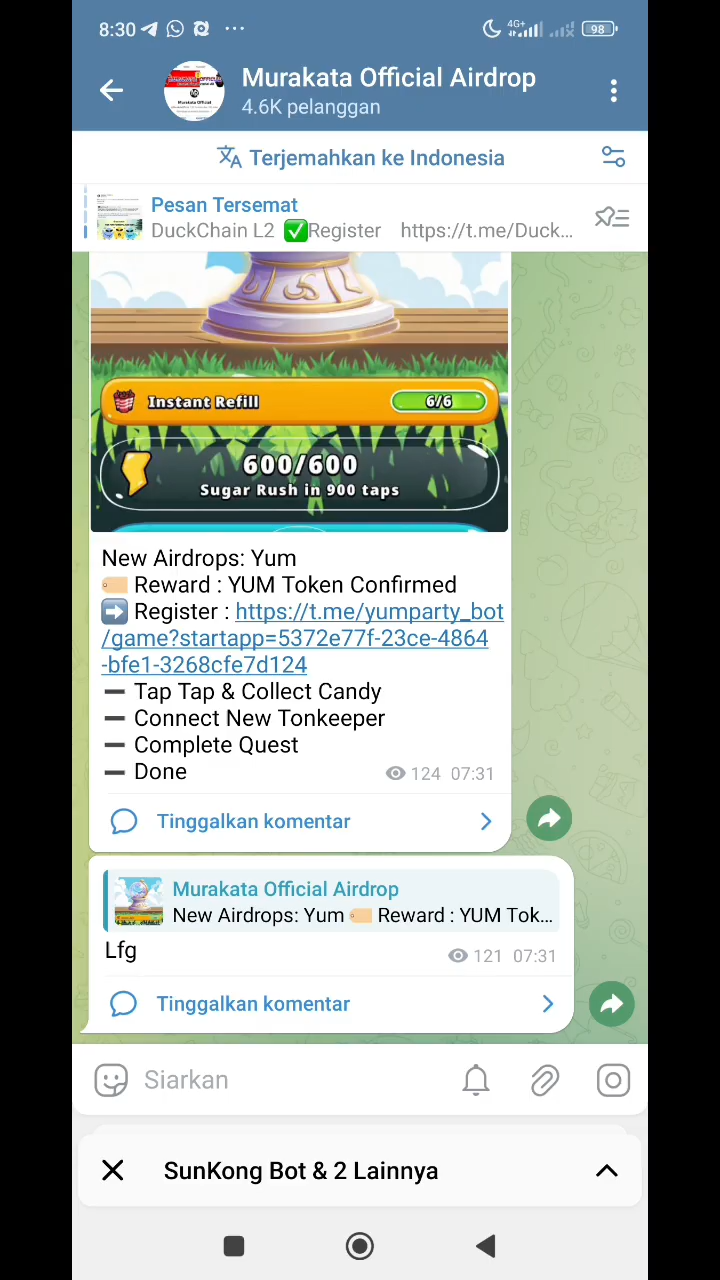 8:30
4G+
98
Murakata Official Airdrop
4.6K pelanggan
Terjemahkan ke Indonesia
Pesan Tersemat
DuckChain L2 ✅Register https://t.me/Duck...
Instant Refill
6/6
600/600
Sugar Rush in 900 taps
New Airdrops: Yum
🏷️ Reward : YUM Token Confirmed
➡️ Register : https://t.me/yumparty_bot
/game?startapp=5372e77f-23ce-4864
-bfe1-3268cfe7d124
➖ Tap Tap & Collect Candy
➖ Connect New Tonkeeper
➖ Complete Quest
➖ Done
124 07:31
Tinggalkan komentar
Murakata Official Airdrop
New Airdrops: Yum 🏷️ Reward : YUM Tok...
Lfg
121 07:31
Tinggalkan komentar
Siarkan
SunKong Bot & 2 Lainnya